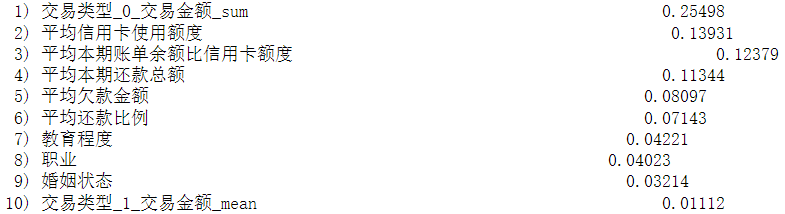 1) 交易类型_0_交易金额_sum 0.25498
2) 平均信用卡使用额度 0.13931
3) 平均本期账单余额比信用卡额度 0.12379
4) 平均本期还款总额 0.11344
5) 平均欠款金额 0.08097
6) 平均还款比例 0.07143
7) 教育程度 0.04221
8) 职业 0.04023
9) 婚姻状态 0.03214
10) 交易类型_1_交易金额_mean 0.01112